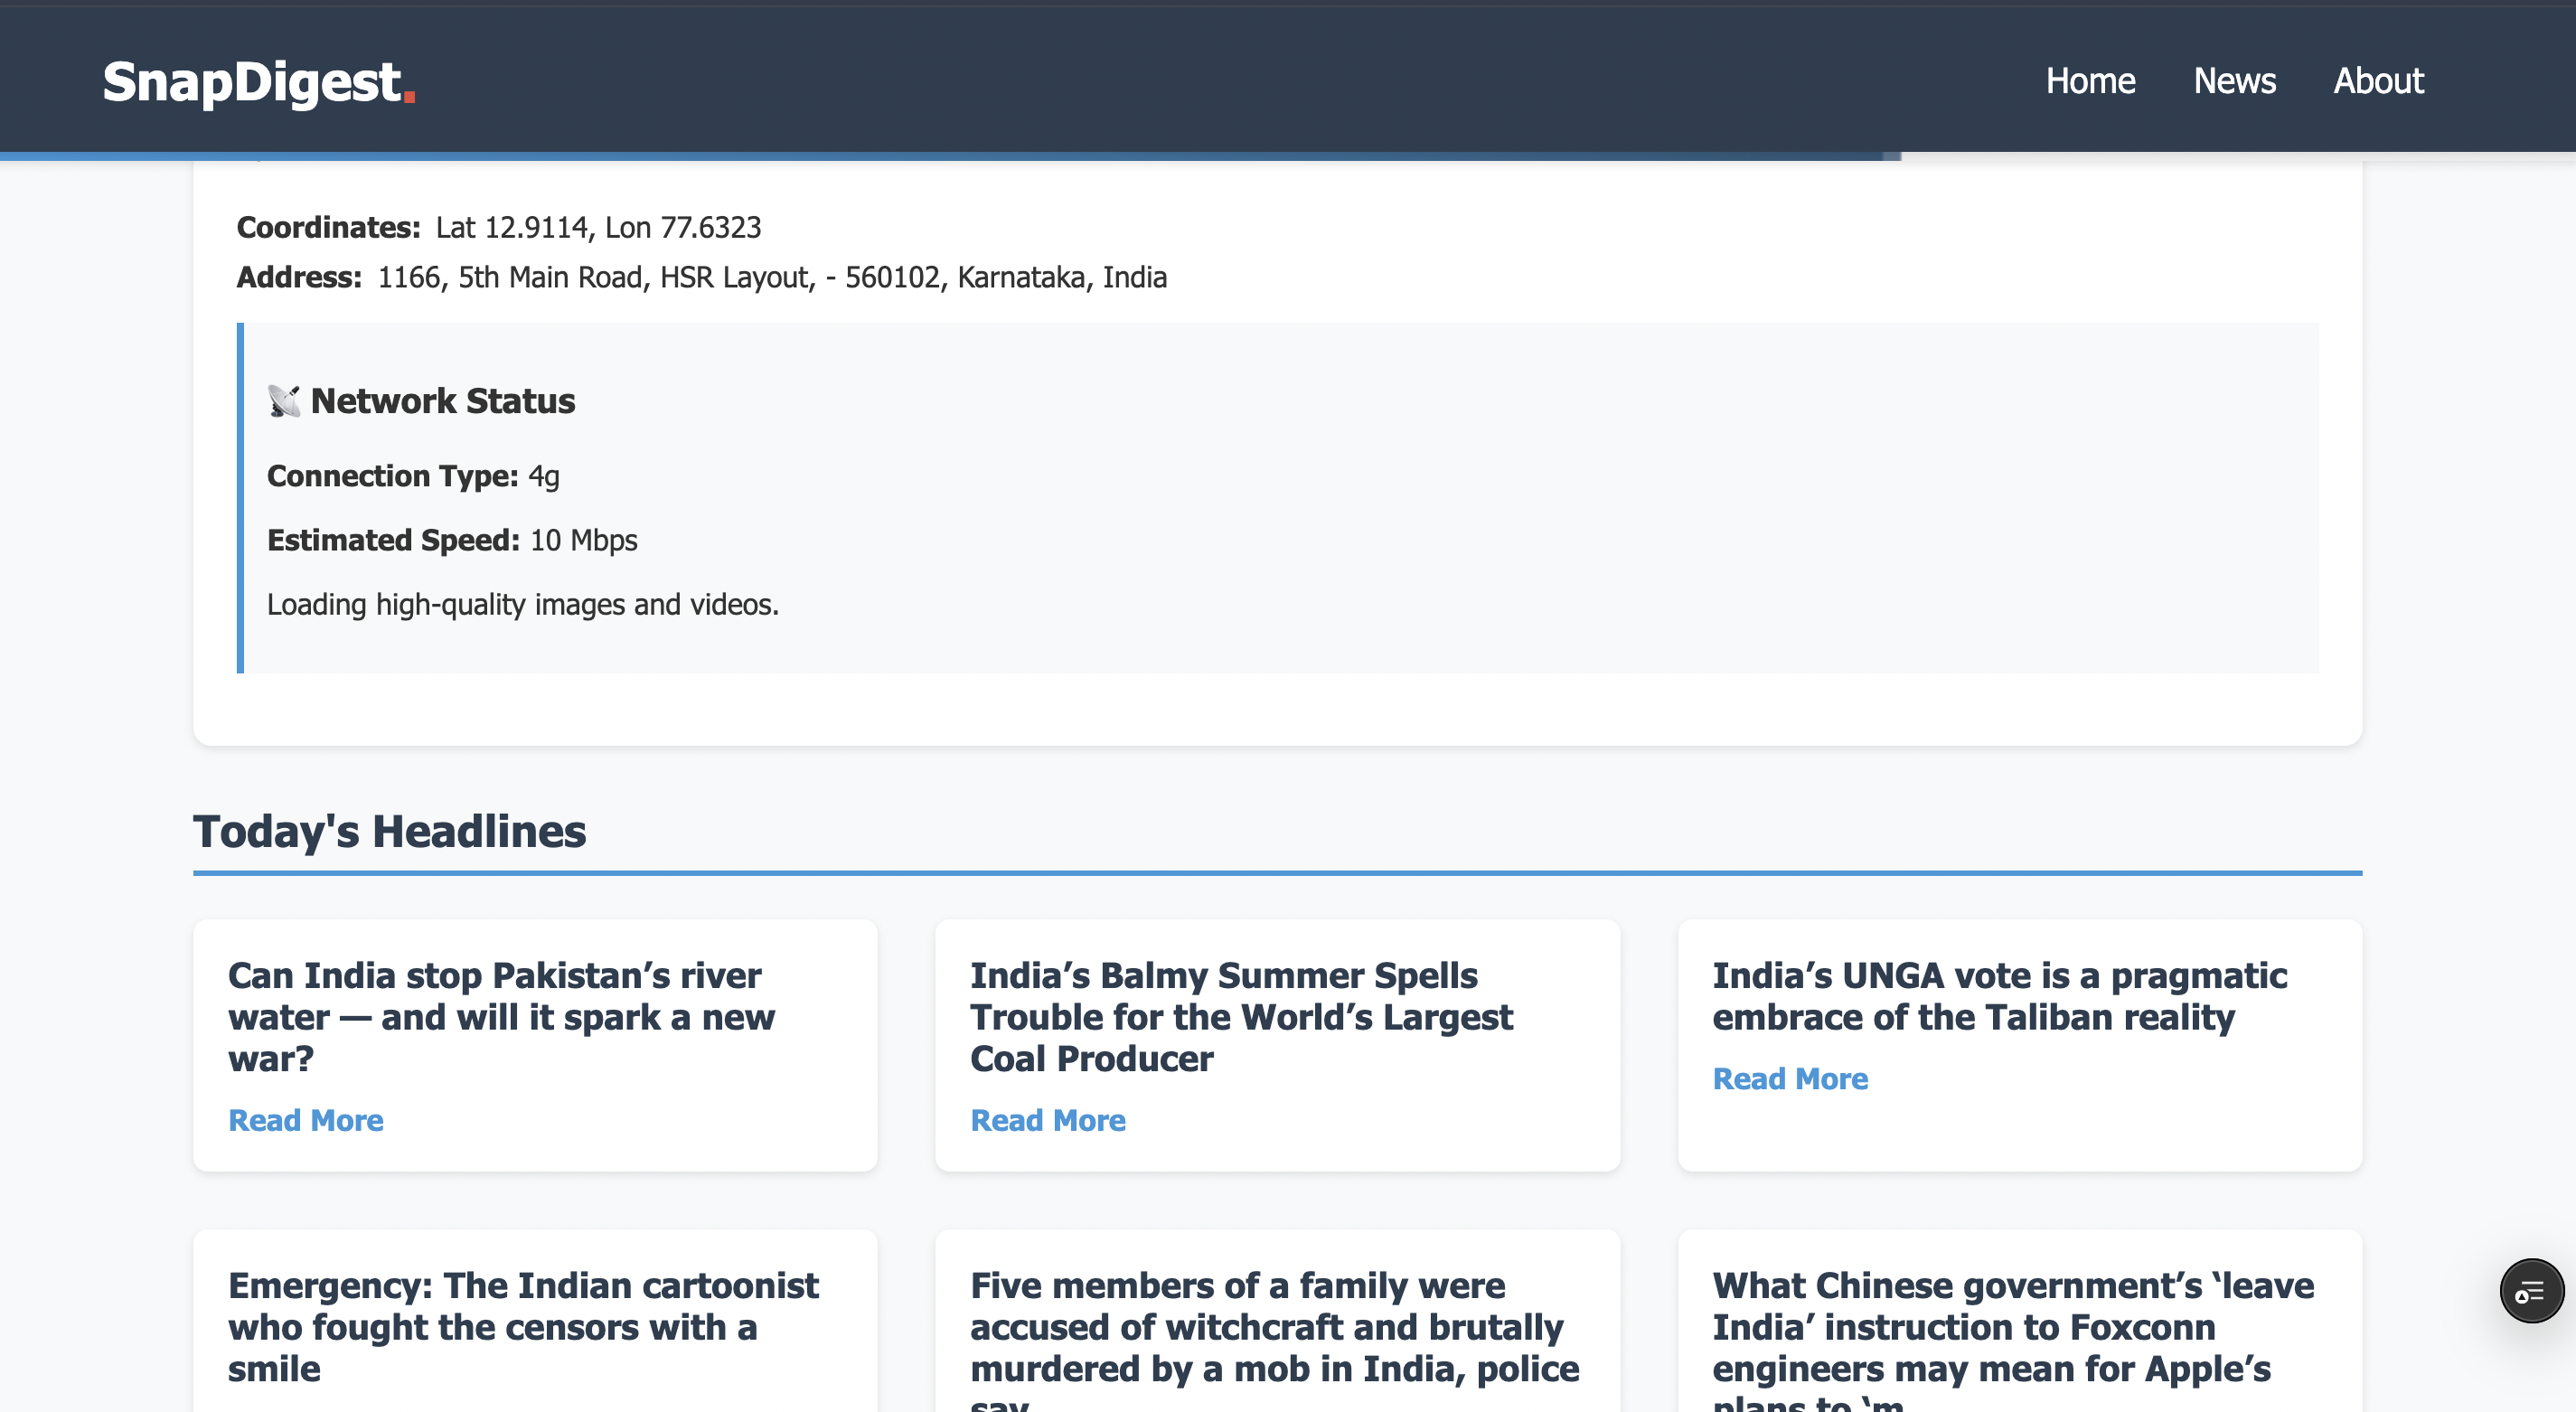 SnapDigest.
Home
News
About
Coordinates: Lat 12.9114, Lon 77.6323
Address: 1166, 5th Main Road, HSR Layout, - 560102, Karnataka, India
Network Status
Connection Type: 4g
Estimated Speed: 10 Mbps
Loading high-quality images and videos.
Today's Headlines
Can India stop Pakistan’s river
water — and will it spark a new
war?
Read More
India’s Balmy Summer Spells
Trouble for the World’s Largest
Coal Producer
Read More
India’s UNGA vote is a pragmatic
embrace of the Taliban reality
Read More
Emergency: The Indian cartoonist
who fought the censors with a
smile
Five members of a family were
accused of witchcraft and brutally
murdered by a mob in India, police
say
What Chinese government’s ‘leave
India’ instruction to Foxconn
engineers may mean for Apple’s
plans to ‘m